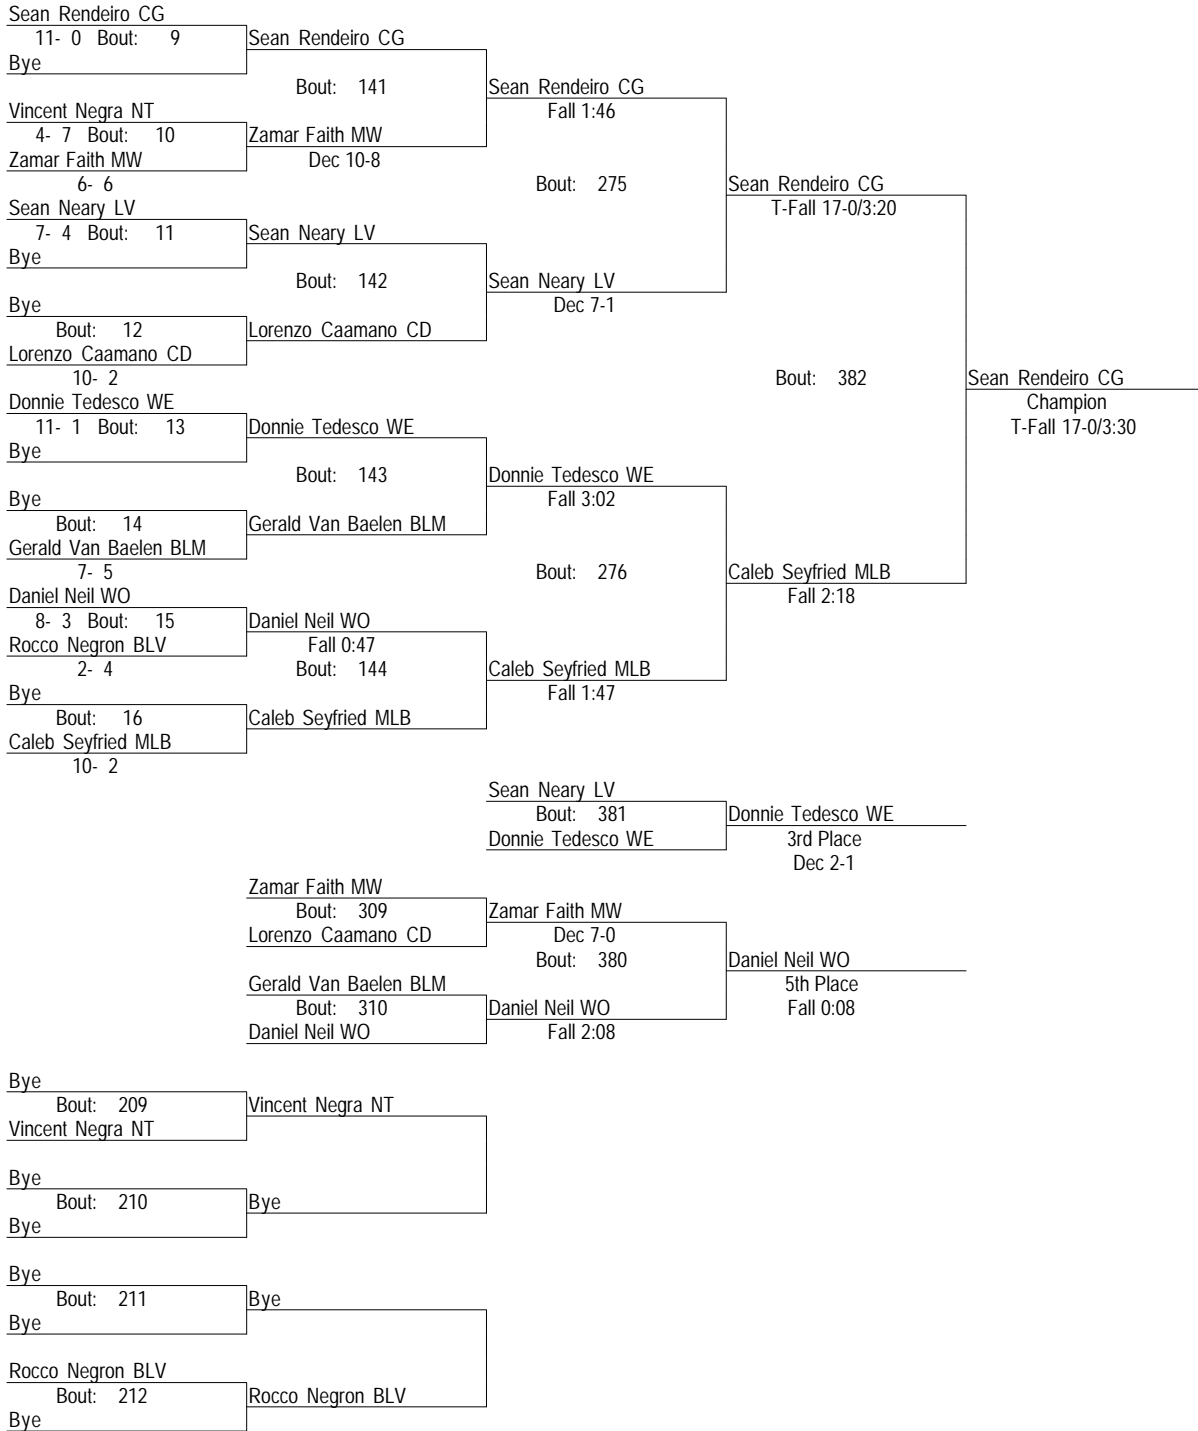 Sean Rendeiro CG
11- 0 Bout: 9
Sean Rendeiro CG
Bye
Bout: 141
Sean Rendeiro CG
Vincent Negra NT
Fall 1:46
4- 7 Bout: 10
Zamar Faith MW
Zamar Faith MW
Dec 10-8
6- 6
Bout: 275
Sean Rendeiro CG
Sean Neary LV
T-Fall 17-0/3:20
7- 4 Bout: 11
Sean Neary LV
Bye
Bout: 142
Sean Neary LV
Bye
Dec 7-1
Bout: 12
Lorenzo Caamano CD
Lorenzo Caamano CD
10- 2
Bout: 382
Sean Rendeiro CG
Donnie Tedesco WE
Champion
11- 1 Bout: 13
Donnie Tedesco WE
T-Fall 17-0/3:30
Bye
Bout: 143
Donnie Tedesco WE
Bye
Fall 3:02
Bout: 14
Gerald Van Baelen BLM
Gerald Van Baelen BLM
7- 5
Bout: 276
Caleb Seyfried MLB
Daniel Neil WO
Fall 2:18
8- 3 Bout: 15
Daniel Neil WO
Rocco Negron BLV
Fall 0:47
2- 4
Bout: 144
Caleb Seyfried MLB
Bye
Fall 1:47
Bout: 16
Caleb Seyfried MLB
Caleb Seyfried MLB
10- 2
Sean Neary LV
Bout: 381
Donnie Tedesco WE
Donnie Tedesco WE
3rd Place
Dec 2-1
Zamar Faith MW
Bout: 309
Zamar Faith MW
Lorenzo Caamano CD
Dec 7-0
Bout: 380
Daniel Neil WO
Gerald Van Baelen BLM
5th Place
Bout: 310
Daniel Neil WO
Fall 0:08
Daniel Neil WO
Fall 2:08
Bye
Bout: 209
Vincent Negra NT
Vincent Negra NT
Bye
Bout: 210
Bye
Bye
Bye
Bout: 211
Bye
Bye
Rocco Negron BLV
Bout: 212
Rocco Negron BLV
Bye